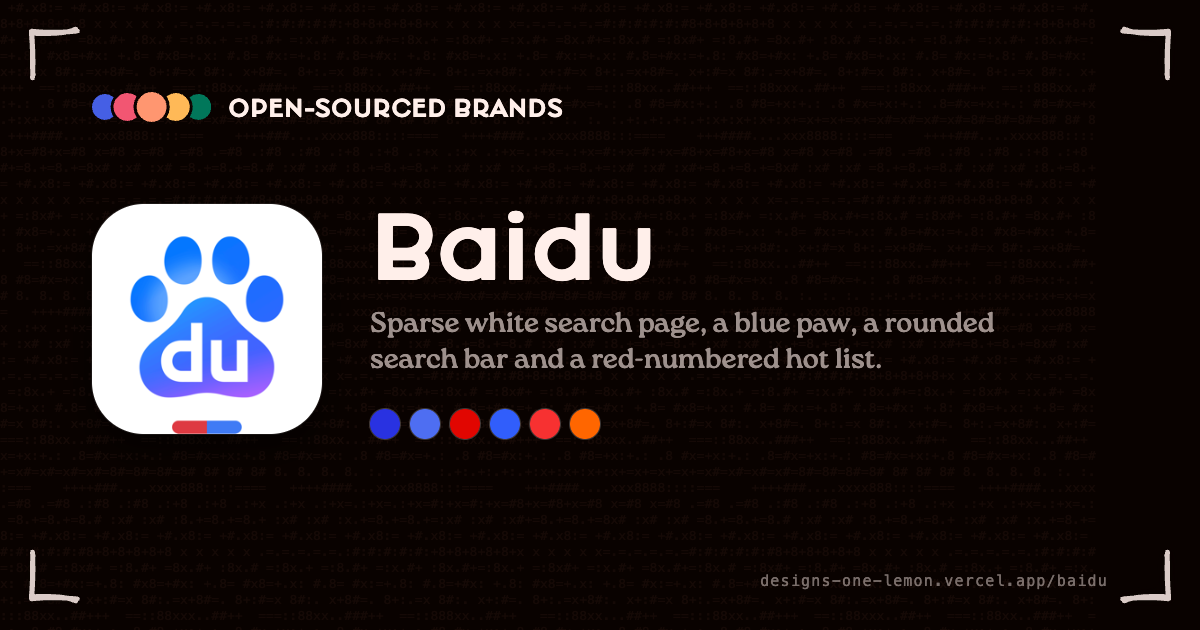 OPEN-SOURCED BRANDS
du
Baidu
Sparse white search page, a blue paw, a rounded
search bar and a red-numbered hot list.
designs-one-lemon.vercel.app/baidu